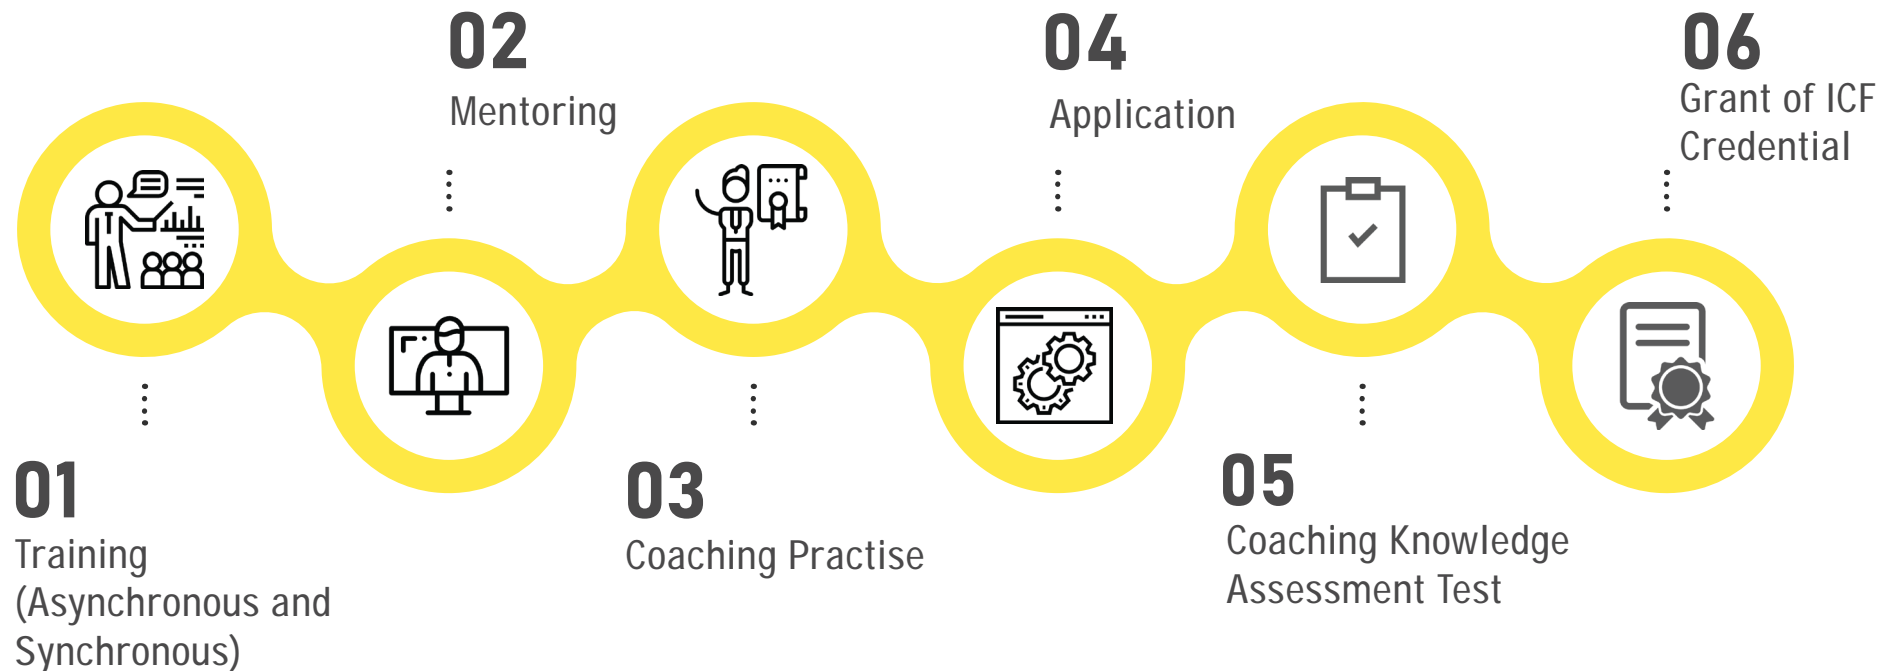 01
Training
(Asynchronous and
Synchronous)
02
Mentoring
03
Coaching Practise
04
Application
05
Coaching Knowledge
Assessment Test
06
Grant of ICF
Credential